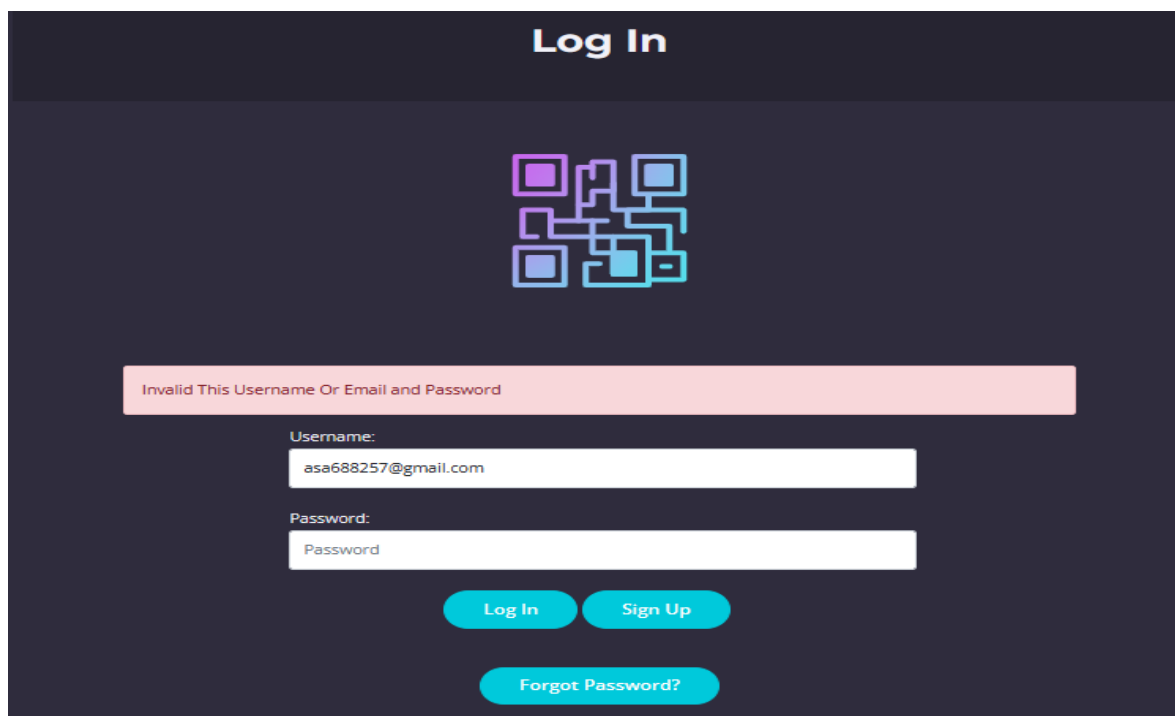 Log In
Invalid This Username Or Email and Password
Username:
asa688257@gmail.com
Password:
Password
Log In Sign Up
Forgot Password?